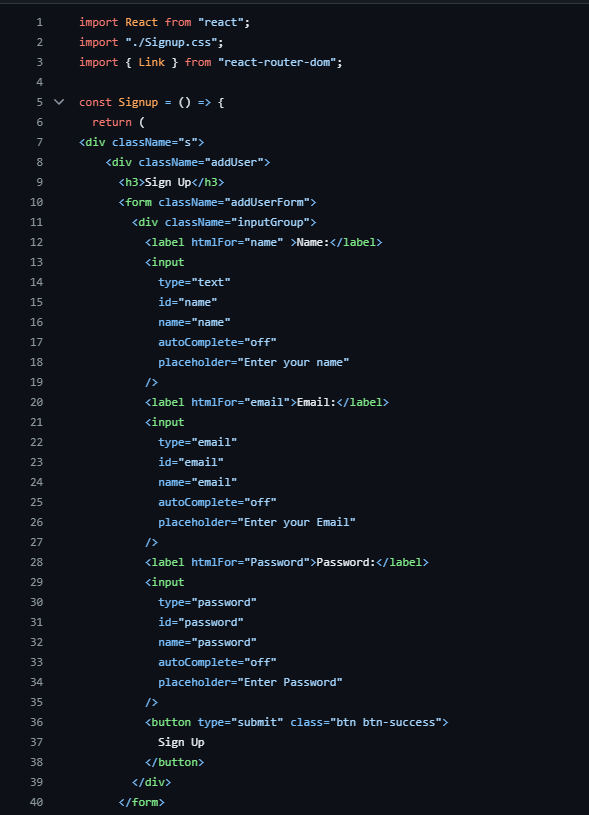 1 import React from "react";
2 import "./Signup.css";
3 import { Link } from "react-router-dom";
4
5 const Signup = () => {
6   return (
7 <div className="s">
8     <div className="addUser">
9       <h3>Sign Up</h3>
10       <form className="addUserForm">
11         <div className="inputGroup">
12           <label htmlFor="name" >Name:</label>
13           <input
14             type="text"
15             id="name"
16             name="name"
17             autoComplete="off"
18             placeholder="Enter your name"
19           />
20           <label htmlFor="email">Email:</label>
21           <input
22             type="email"
23             id="email"
24             name="email"
25             autoComplete="off"
26             placeholder="Enter your Email"
27           />
28           <label htmlFor="Password">Password:</label>
29           <input
30             type="password"
31             id="password"
32             name="password"
33             autoComplete="off"
34             placeholder="Enter Password"
35           />
36           <button type="submit" class="btn btn-success">
37             Sign Up
38           </button>
39         </div>
40       </form>